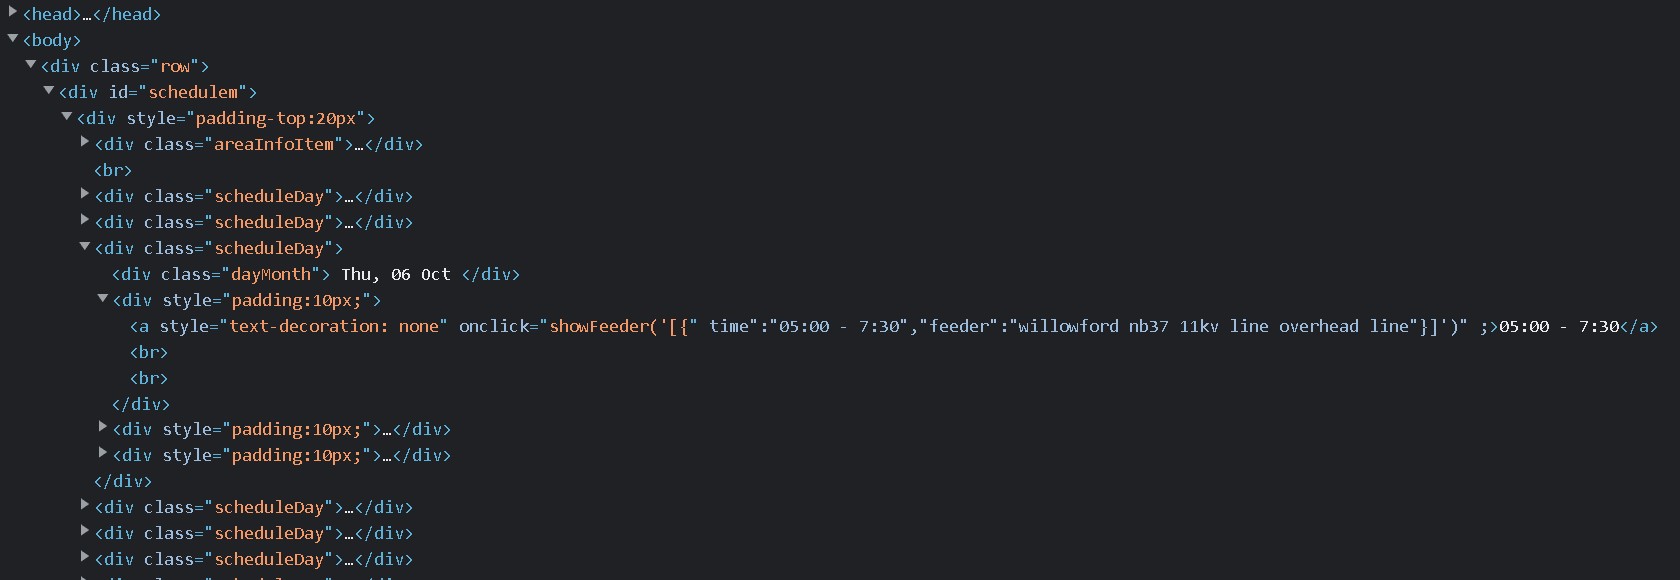 <head>…</head>
<body>
<div class="row">
<div id="schedulem">
<div style="padding-top:20px">
<div class="areaInfoItem">…</div>
<br>
<div class="scheduleDay">…</div>
<div class="scheduleDay">…</div>
<div class="scheduleDay">
<div class="dayMonth"> Thu, 06 Oct </div>
<div style="padding:10px;">
<a style="text-decoration: none" onclick="showFeeder('[{" time":"05:00 - 7:30","feeder":"willowford nb37 11kv line overhead line"}]')" ;>05:00 - 7:30</a>
<br>
<br>
</div>
<div style="padding:10px;">…</div>
<div style="padding:10px;">…</div>
</div>
<div class="scheduleDay">…</div>
<div class="scheduleDay">…</div>
<div class="scheduleDay">…</div>